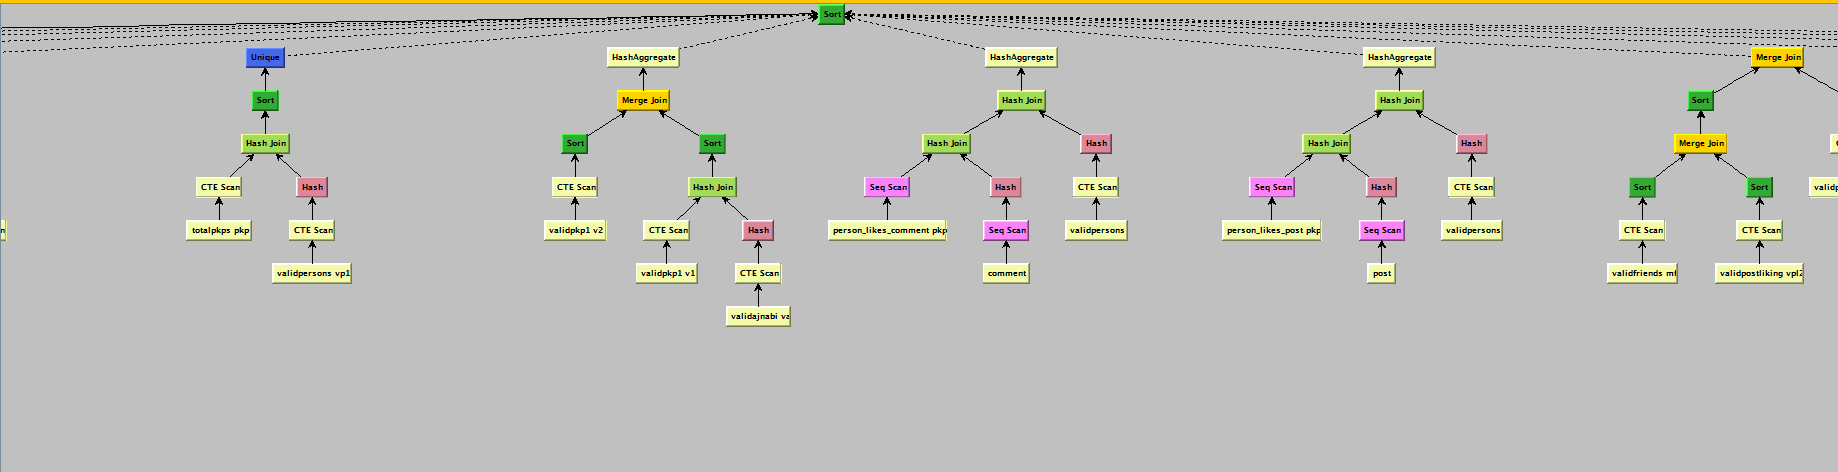 Sort
Unique
HashAggregate
HashAggregate
HashAggregate
Merge Join
Sort
Merge Join
Hash Join
Hash Join
Sort
Hash Join
Sort
Sort
Hash Join
Hash
Hash Join
Hash
Merge Join
CTE Scan
Hash
CTE Scan
Hash Join
Seq Scan
Hash
CTE Scan
Seq Scan
Hash
CTE Scan
Sort
Sort
totalpkps pkp
CTE Scan
validpkp1 v2
CTE Scan
Hash
person_likes_comment pkp
Seq Scan
validpersons
person_likes_post pkp
Seq Scan
validpersons
CTE Scan
CTE Scan
validpersons vp1
validpkp1 v1
CTE Scan
comment
post
validfriends
validpostliking vpl2
validajnabi